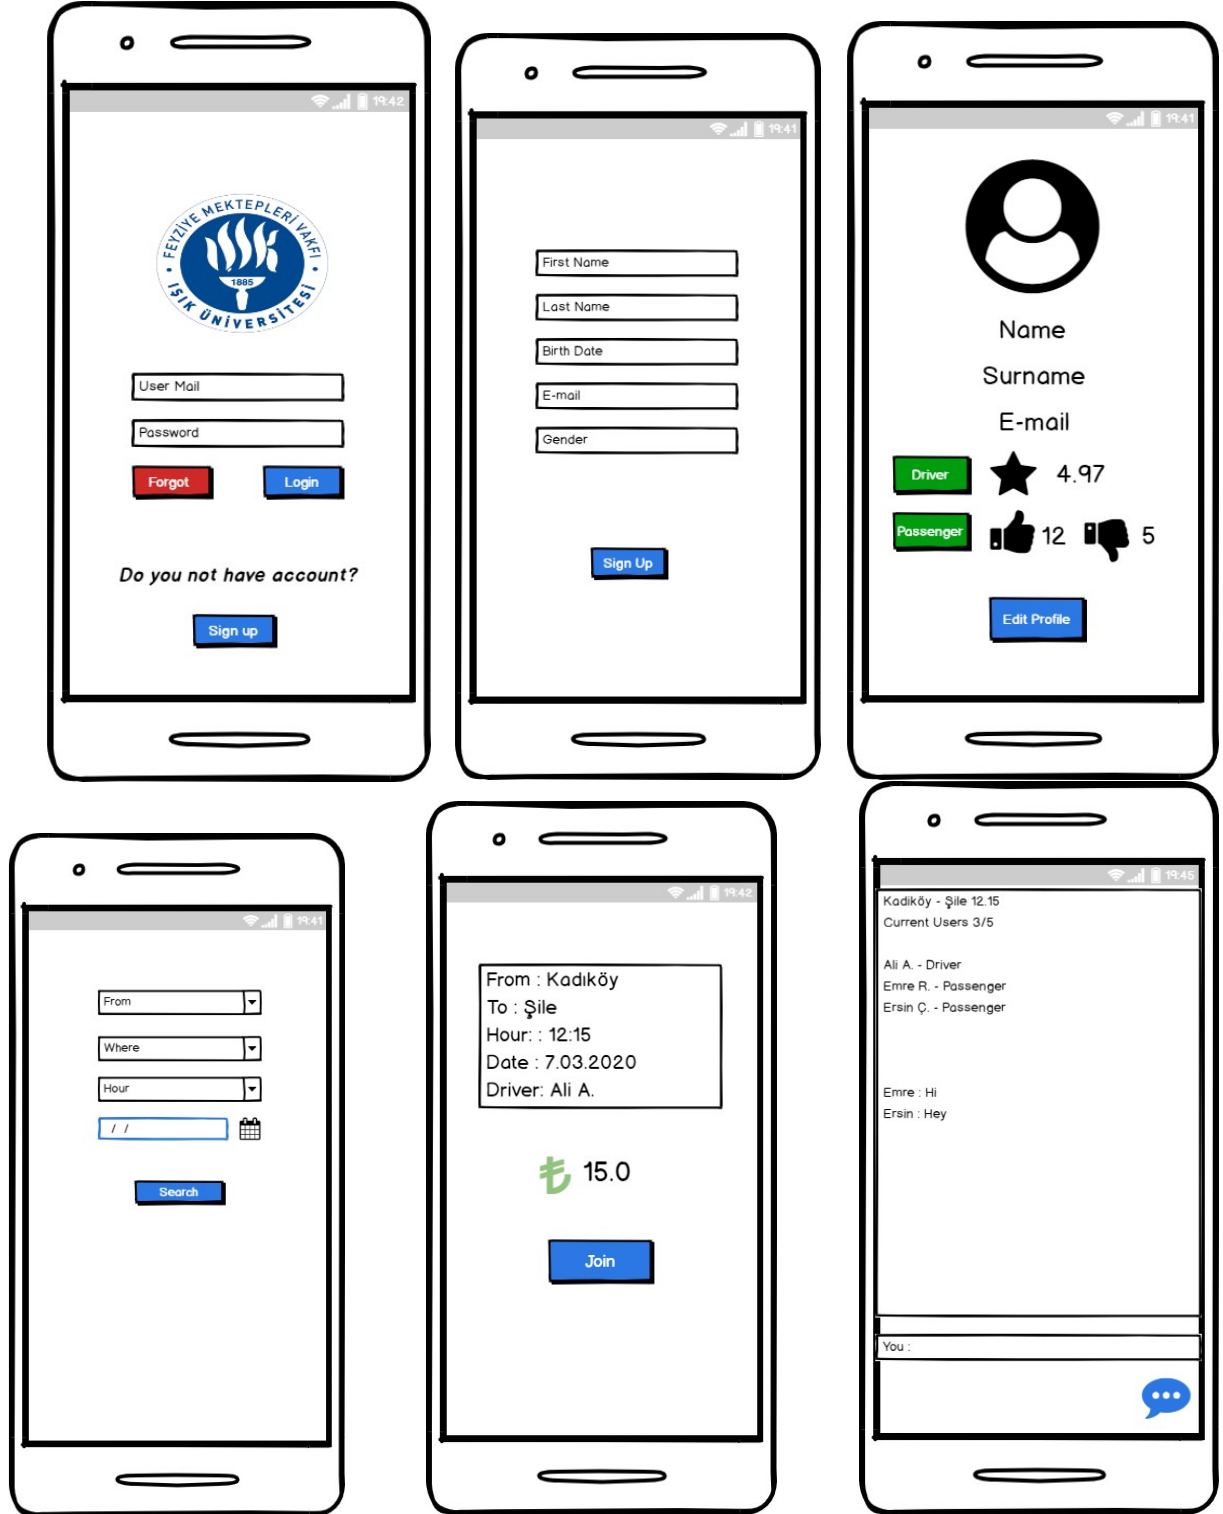 19:42
FEYZİYE MEKTEPLERİ VAKFI
IŞIK
1885
IŞIK ÜNİVERSİTESİ
User Mail
Password
Forgot
Login
Do you not have account?
Sign up
19:41
First Name
Last Name
Birth Date
E-mail
Gender
Sign Up
19:41
Name
Surname
E-mail
Driver
4.97
Passenger
12
5
Edit Profile
19:41
From
Where
Hour
/ /
Search
19:42
From : Kadıköy
To : Şile
Hour: : 12:15
Date : 7.03.2020
Driver: Ali A.
₺ 15.0
Join
19:45
Kadiköy - Şile 12.15
Current Users 3/5
Ali A. - Driver
Emre R. - Passenger
Ersin Ç. - Passenger
Emre : Hi
Ersin : Hey
You :